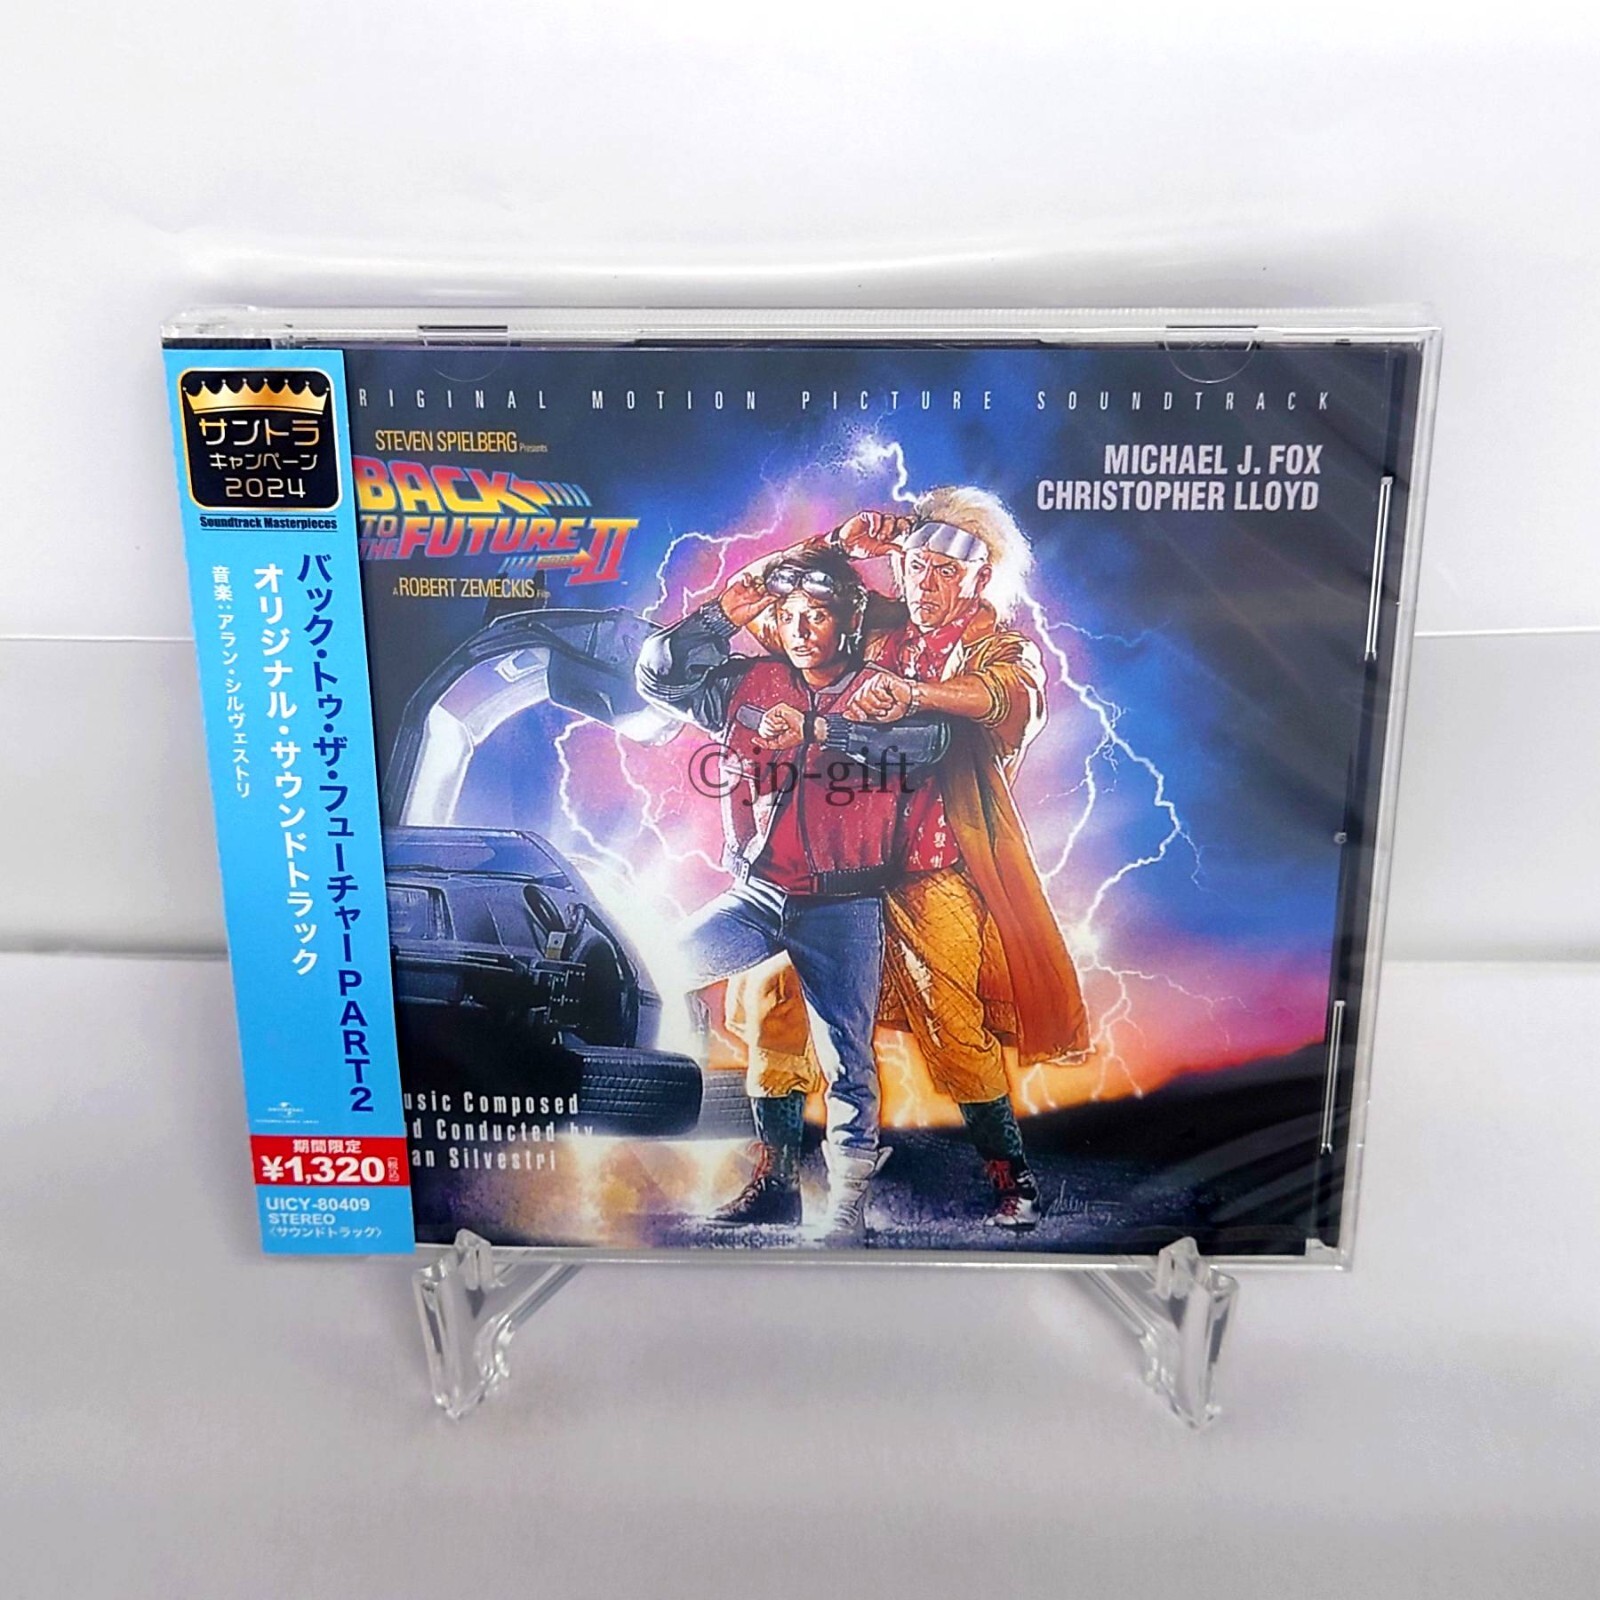 サントラ
キャンペーン
2024
Soundtrack Masterpieces
バック・トゥ・ザ・フューチャーPART2
オリジナル・サウンドトラック
音楽:アラン・シルヴェストリ
期間限定
¥1,320(税込)
UICY-80409
STEREO
〈サウンドトラック〉
RIGINAL MOTION PICTURE SOUNDTRACK
STEVEN SPIELBERG Presents
BACK
TO THE FUTURE
PART II
A ROBERT ZEMECKIS Film
MICHAEL J. FOX
CHRISTOPHER LLOYD
©jp-gift
usic Composed
d Conducted by
an Silvestri